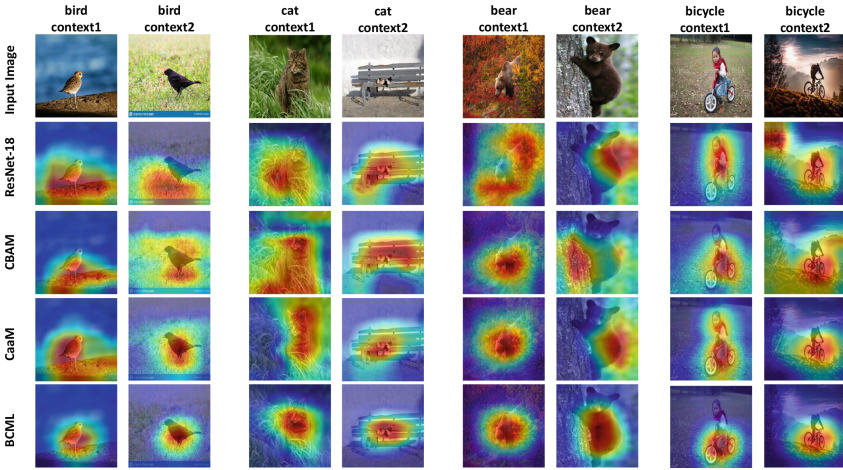 bird bird cat cat bear bear bicycle bicycle
context1 context2 context1 context2 context1 context2 context1 context2
Input Image
ResNet-18
CBAM
CaaM
BCML